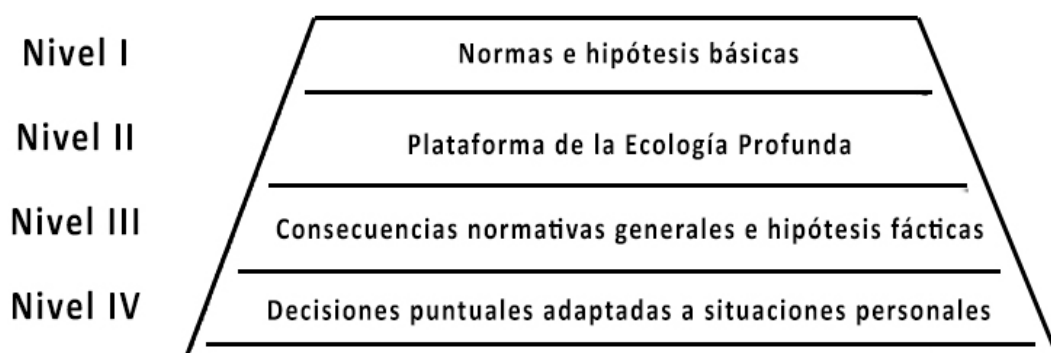 Nivel I
Normas e hipótesis básicas
Nivel II
Plataforma de la Ecología Profunda
Nivel III
Consecuencias normativas generales e hipótesis fácticas
Nivel IV
Decisiones puntuales adaptadas a situaciones personales